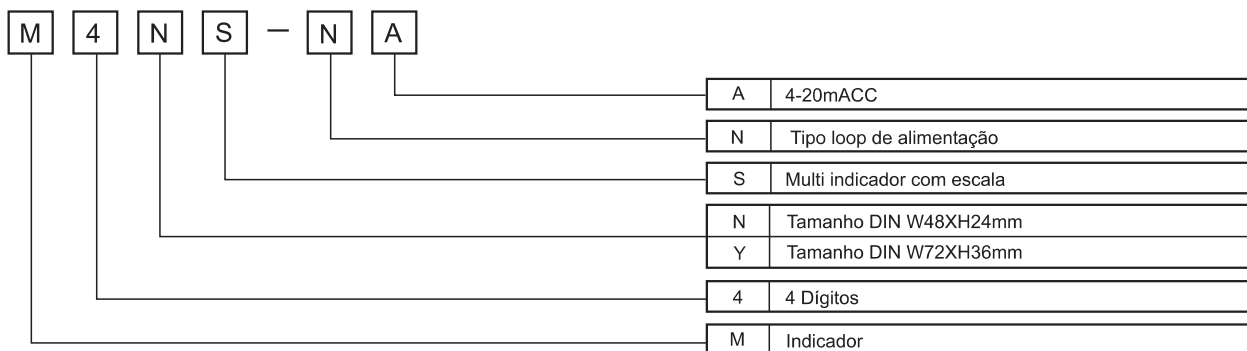 M 4 N S - N A
A 4-20mACC
N Tipo loop de alimentação
S Multi indicador com escala
N Tamanho DIN W48XH24mm
Y Tamanho DIN W72XH36mm
4 4 Dígitos
M Indicador